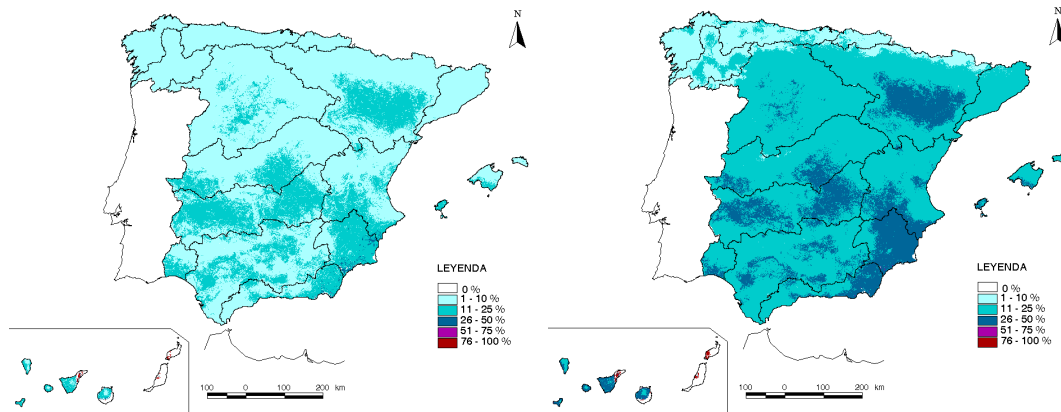 N
LEYENDA
0 %
1 - 10 %
11 - 25 %
26 - 50 %
51 - 75 %
76 - 100 %
100 0 100 200 km
N
LEYENDA
0 %
1 - 10 %
11 - 25 %
26 - 50 %
51 - 75 %
76 - 100 %
100 0 100 200 km